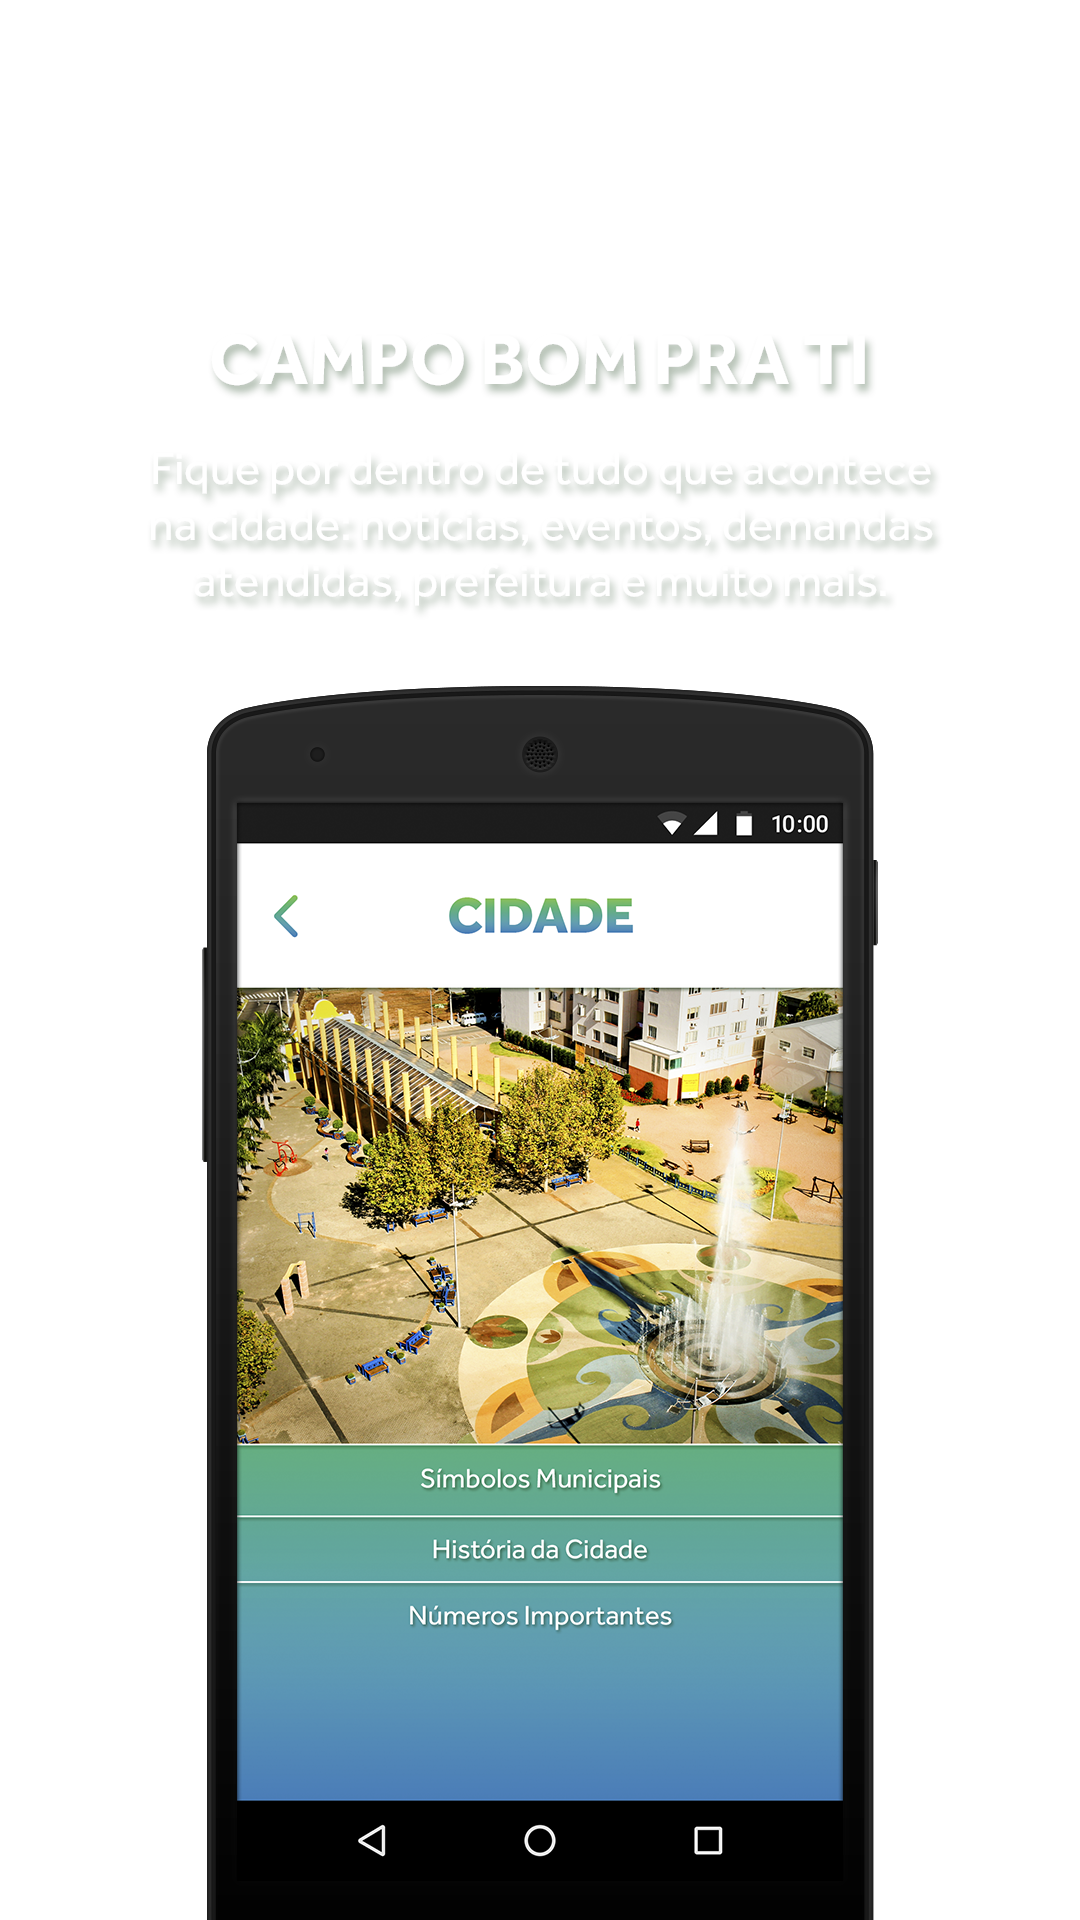 CAMPO BOM PRA TI
Fique por dentro de tudo que acontece
na cidade: notícias, eventos, demandas
atendidas, prefeitura e muito mais.
10:00
CIDADE
Símbolos Municipais
História da Cidade
Números Importantes